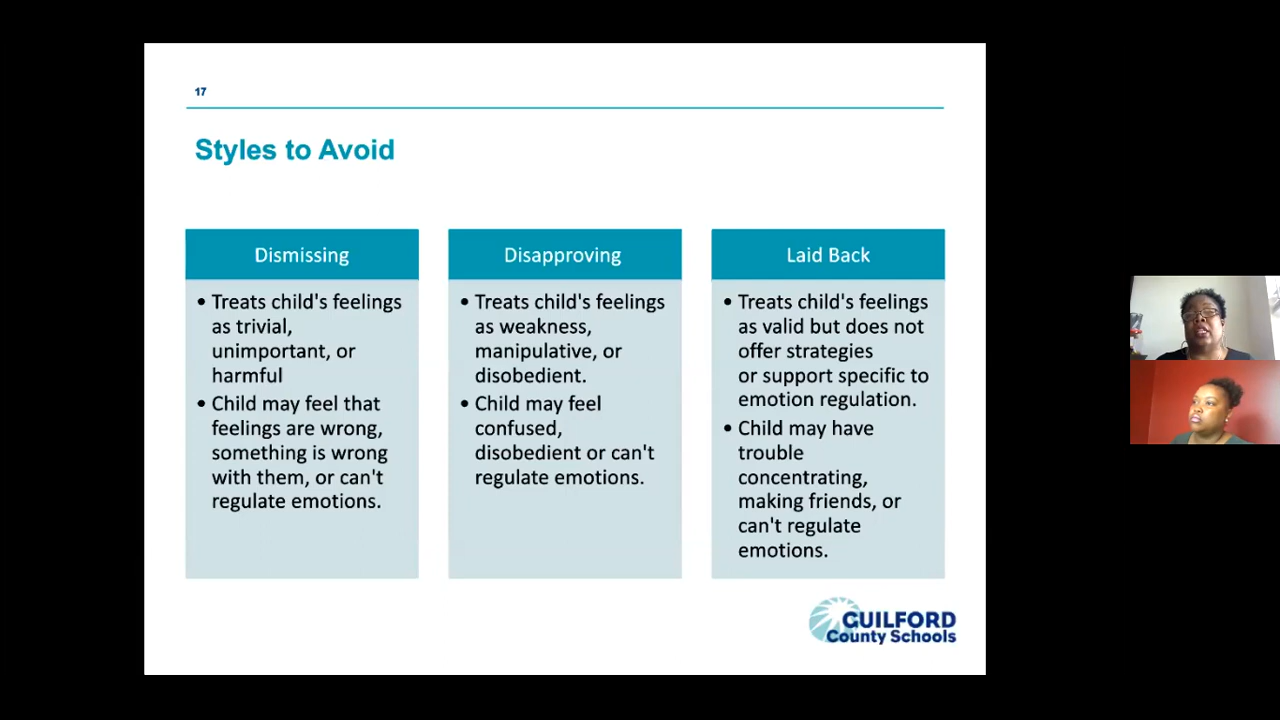 17
Styles to Avoid
Dismissing
• Treats child's feelings
as trivial,
unimportant, or
harmful
• Child may feel that
feelings are wrong,
something is wrong
with them, or can't
regulate emotions.
Disapproving
• Treats child's feelings
as weakness,
manipulative, or
disobedient.
• Child may feel
confused,
disobedient or can't
regulate emotions.
Laid Back
• Treats child's feelings
as valid but does not
offer strategies
or support specific to
emotion regulation.
• Child may have
trouble
concentrating,
making friends, or
can't regulate
emotions.
GUILFORD
County Schools